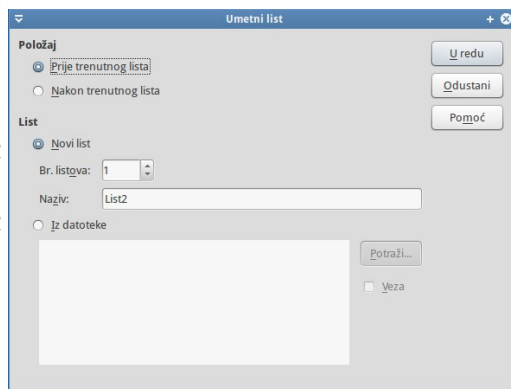 Umetni list
Položaj
Prije trenutnog lista
Nakon trenutnog lista
U redu
Odustani
Pomoć
List
Novi list
Br. listova: 1
Naziv: List2
Iz datoteke
Potraži...
Veza